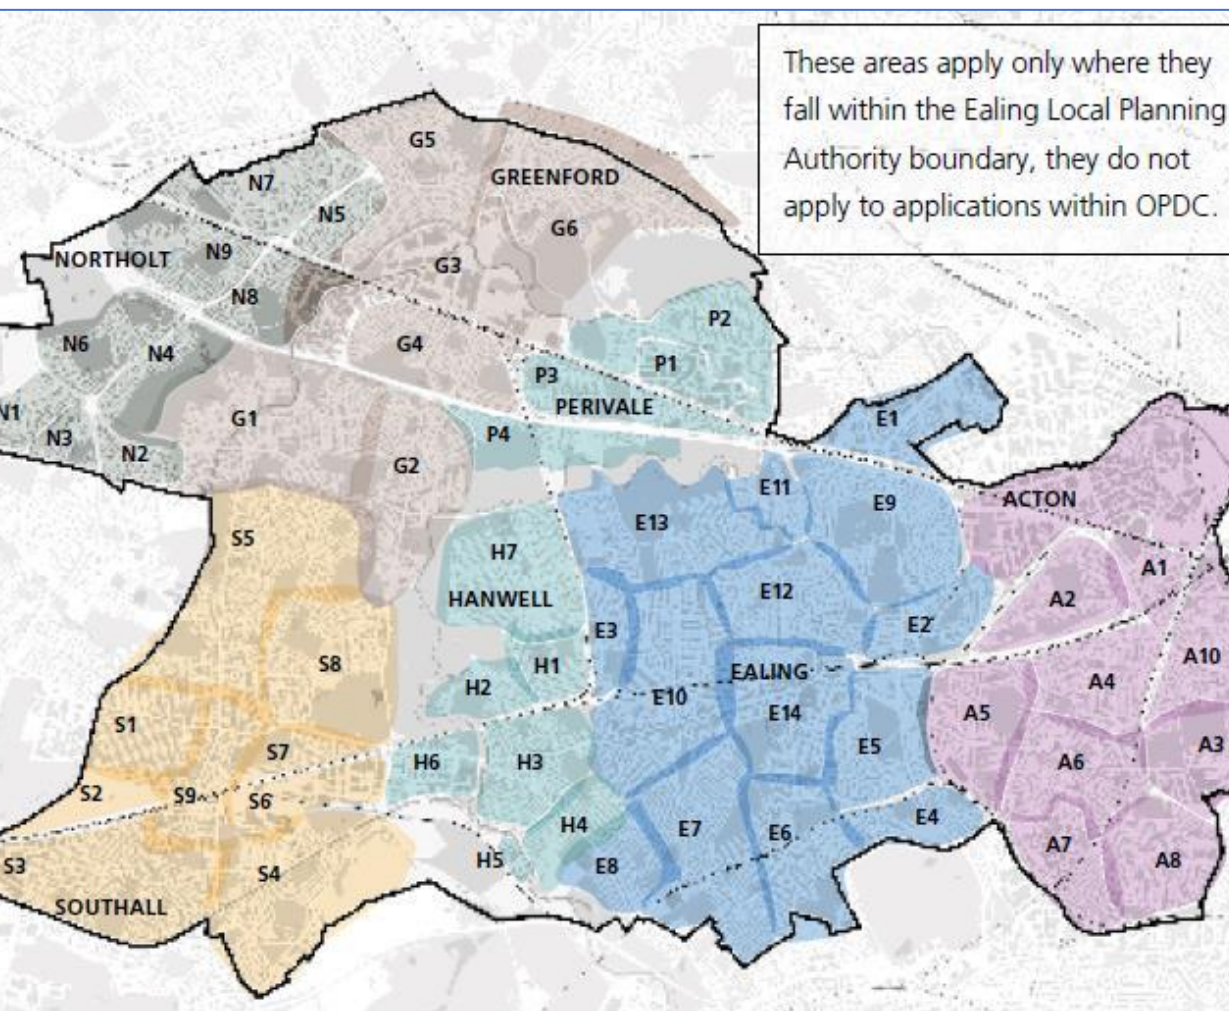 These areas apply only where they
fall within the Ealing Local Planning
Authority boundary, they do not
apply to applications within OPDC.
G5
N7
GREENFORD
N5
G6
N9
NORTHOLT
G3
N8
P2
N6
N4
G4
P1
P3
N1
PERIVALE
G1
E1
N3
P4
N2
G2
E11
ACTON
E13
E9
S5
H7
A1
E12
A2
HANWELL
E3
E2
S8
H1
EALING
A10
H2
E10
A4
S1
E14
A5
S7
H6
H3
E5
A3
A6
S2
S9
S6
H4
E7
E6
E4
A7
S3
S4
H5
E8
A8
SOUTHALL